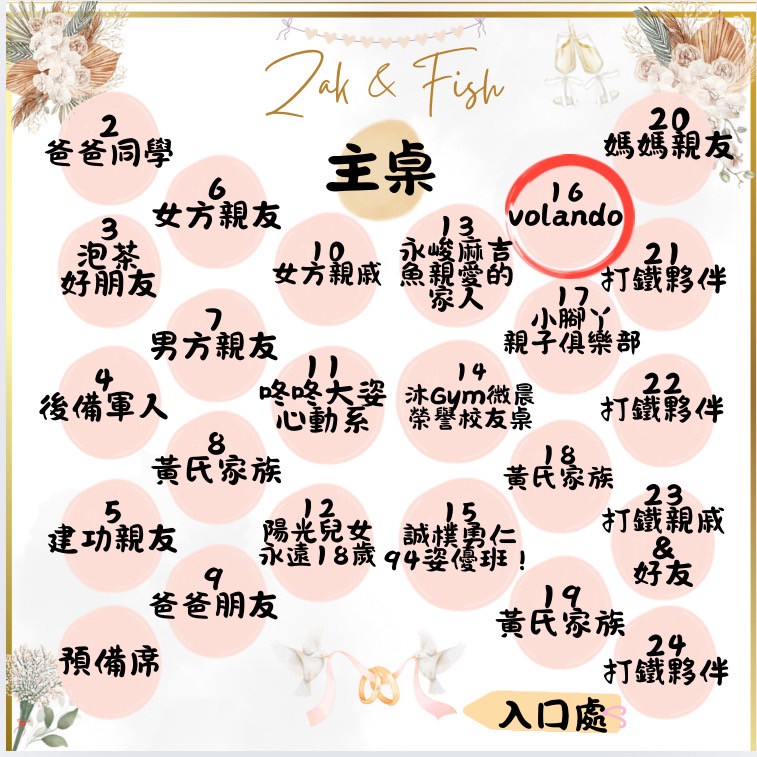 Zak & Fish
主桌
2
爸爸同學
3
泡茶
好朋友
4
後備軍人
5
建功親友
預備席
6
女方親友
7
男方親友
8
黃氏家族
9
爸爸朋友
10
女方親戚
11
咚咚大姿
心動系
12
陽光兒女
永遠18歲
13
永峻麻吉
魚親愛的
家人
14
沐Gym微晨
榮譽校友桌
15
誠樸勇仁
94姿優班！
16
volando
17
小腳丫
親子俱樂部
18
黃氏家族
19
黃氏家族
20
媽媽親友
21
打鐵夥伴
22
打鐵夥伴
23
打鐵親戚
&
好友
24
打鐵夥伴
入口處